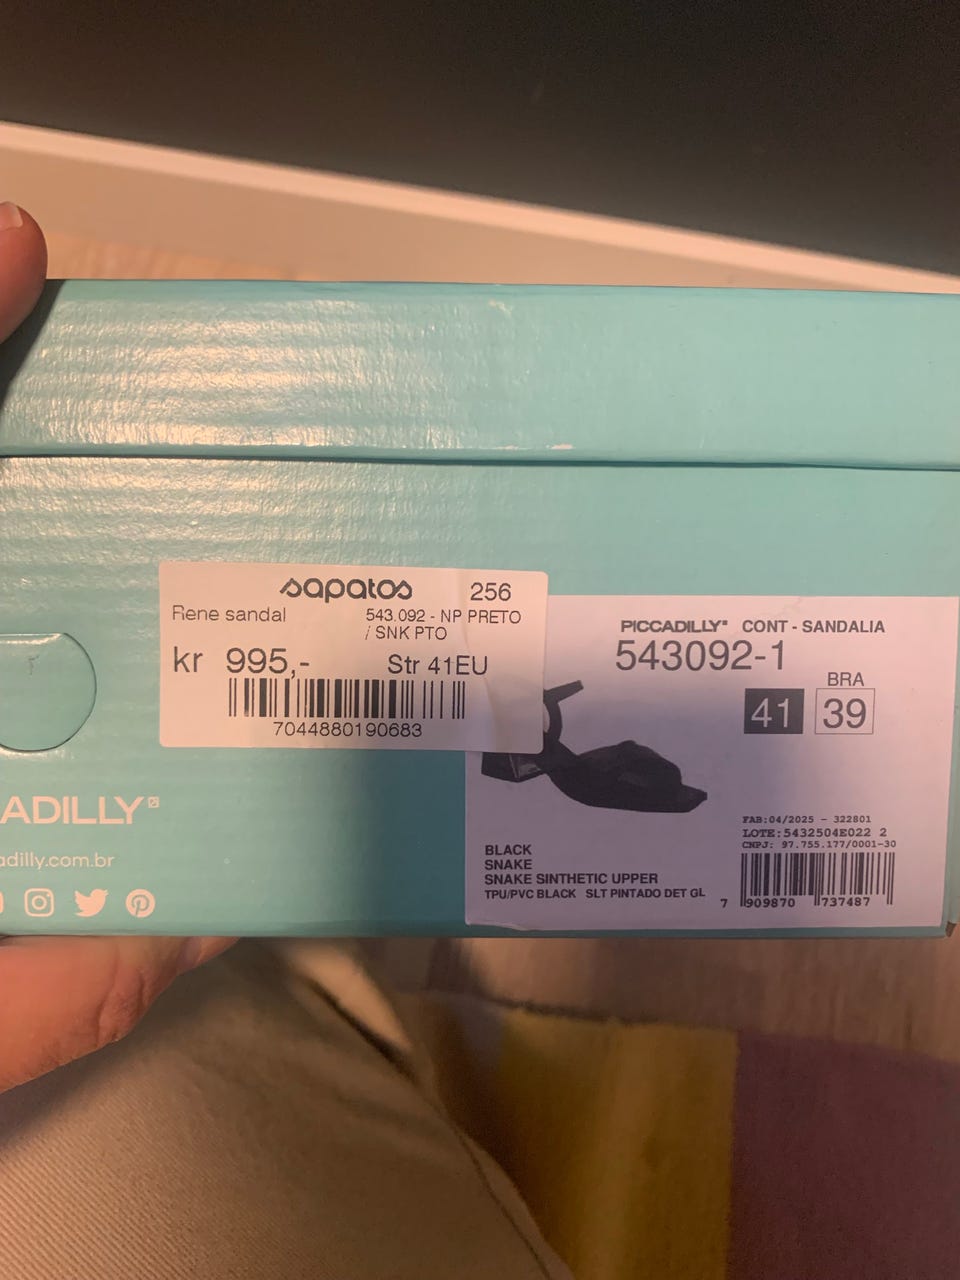 sapatos 256
Rene sandal 543.092 - NP PRETO
/ SNK PTO
kr 995,- Str 41EU
7044880190683
PICCADILLY® CONT - SANDALIA
543092-1
BRA
41 39
FAB:04/2025 - 322801
LOTE:5432504E022 2
CNPJ: 97.755.177/0001-30
BLACK
SNAKE
SNAKE SINTHETIC UPPER
TPU/PVC BLACK SLT PINTADO DET GL
7 909870 737487
ADILLY
adilly.com.br